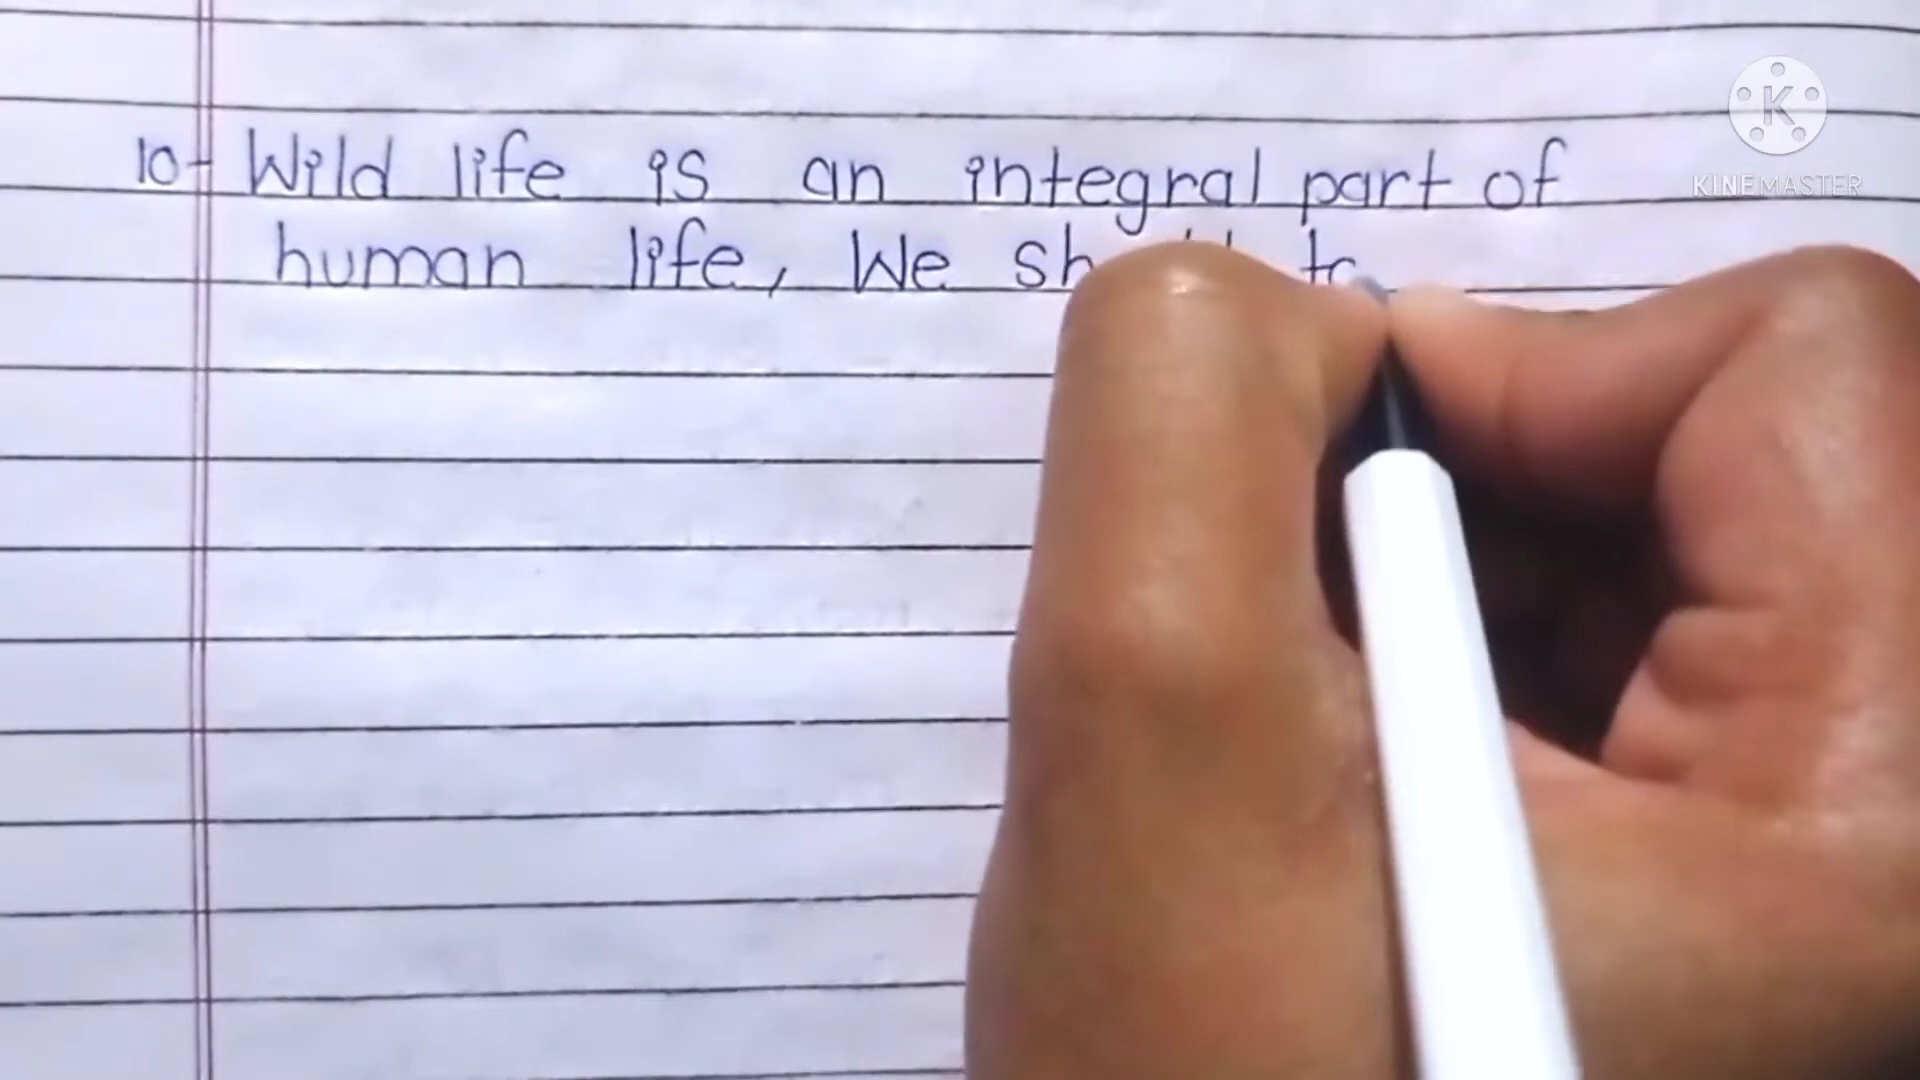 10- Wild life is an integral part of
human life, We
KINEMASTER